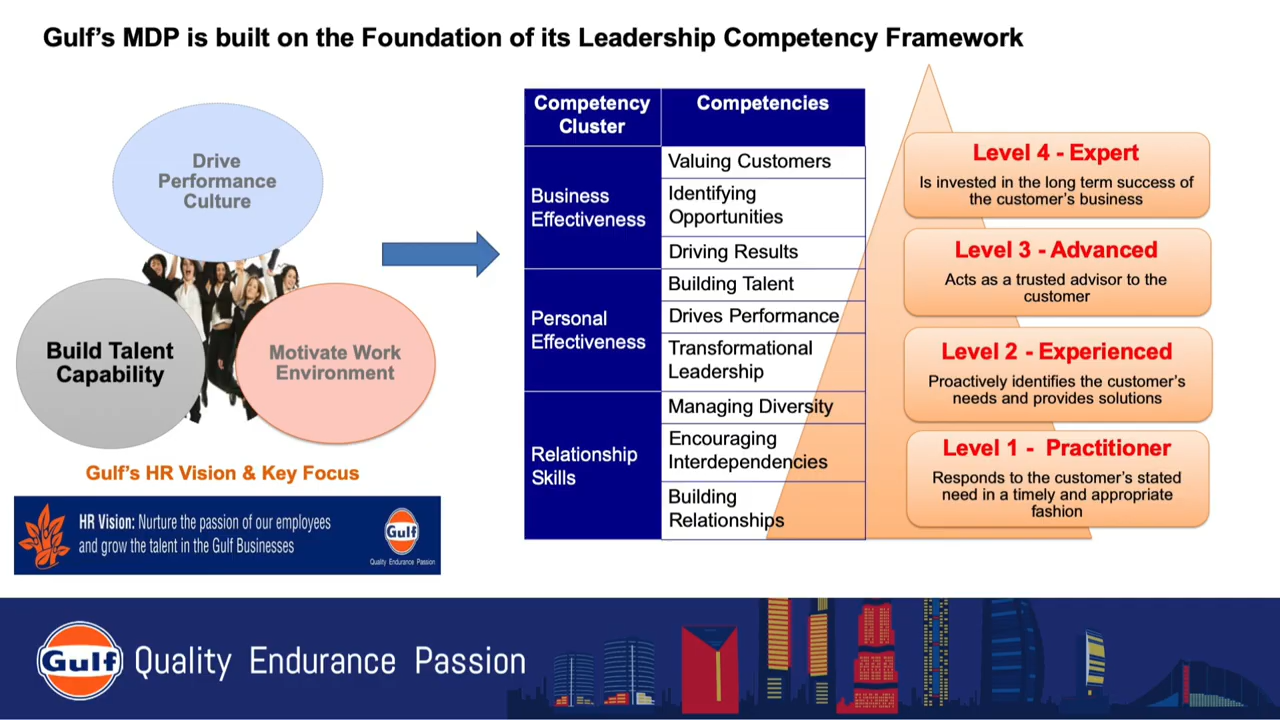 Gulf's MDP is built on the Foundation of its Leadership Competency Framework
Drive
Performance
Culture
Build Talent
Capability
Motivate Work
Environment
Gulf's HR Vision & Key Focus
HR Vision: Nurture the passion of our employees
and grow the talent in the Gulf Businesses
Gulf
Quality Endurance Passion
Competency
Cluster
Competencies
Business
Effectiveness
Valuing Customers
Identifying
Opportunities
Driving Results
Personal
Effectiveness
Building Talent
Drives Performance
Transformational
Leadership
Relationship
Skills
Managing Diversity
Encouraging
Interdependencies
Building
Relationships
Level 4 - Expert
Is invested in the long term success of
the customer's business
Level 3 - Advanced
Acts as a trusted advisor to the
customer
Level 2 - Experienced
Proactively identifies the customer's
needs and provides solutions
Level 1 - Practitioner
Responds to the customer's stated
need in a timely and appropriate
fashion
Gulf
Quality Endurance Passion